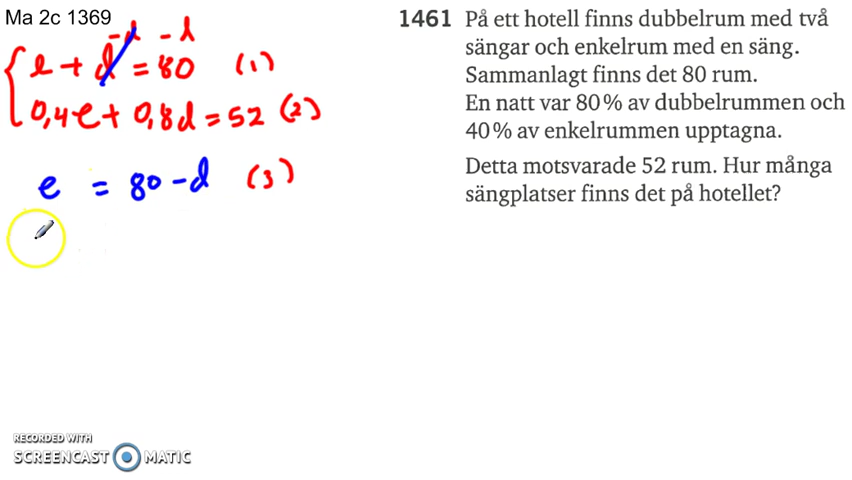 Ma 2c 1369
-d -d
e + d = 80 (1)
0,4e + 0,8d = 52 (2)
e = 80 - d (3)
1461 På ett hotell finns dubbelrum med två
sängar och enkelrum med en säng.
Sammanlagt finns det 80 rum.
En natt var 80 % av dubbelrummen och
40 % av enkelrummen upptagna.
Detta motsvarade 52 rum. Hur många
sängplatser finns det på hotellet?
RECORDED WITH
SCREENCAST MATIC